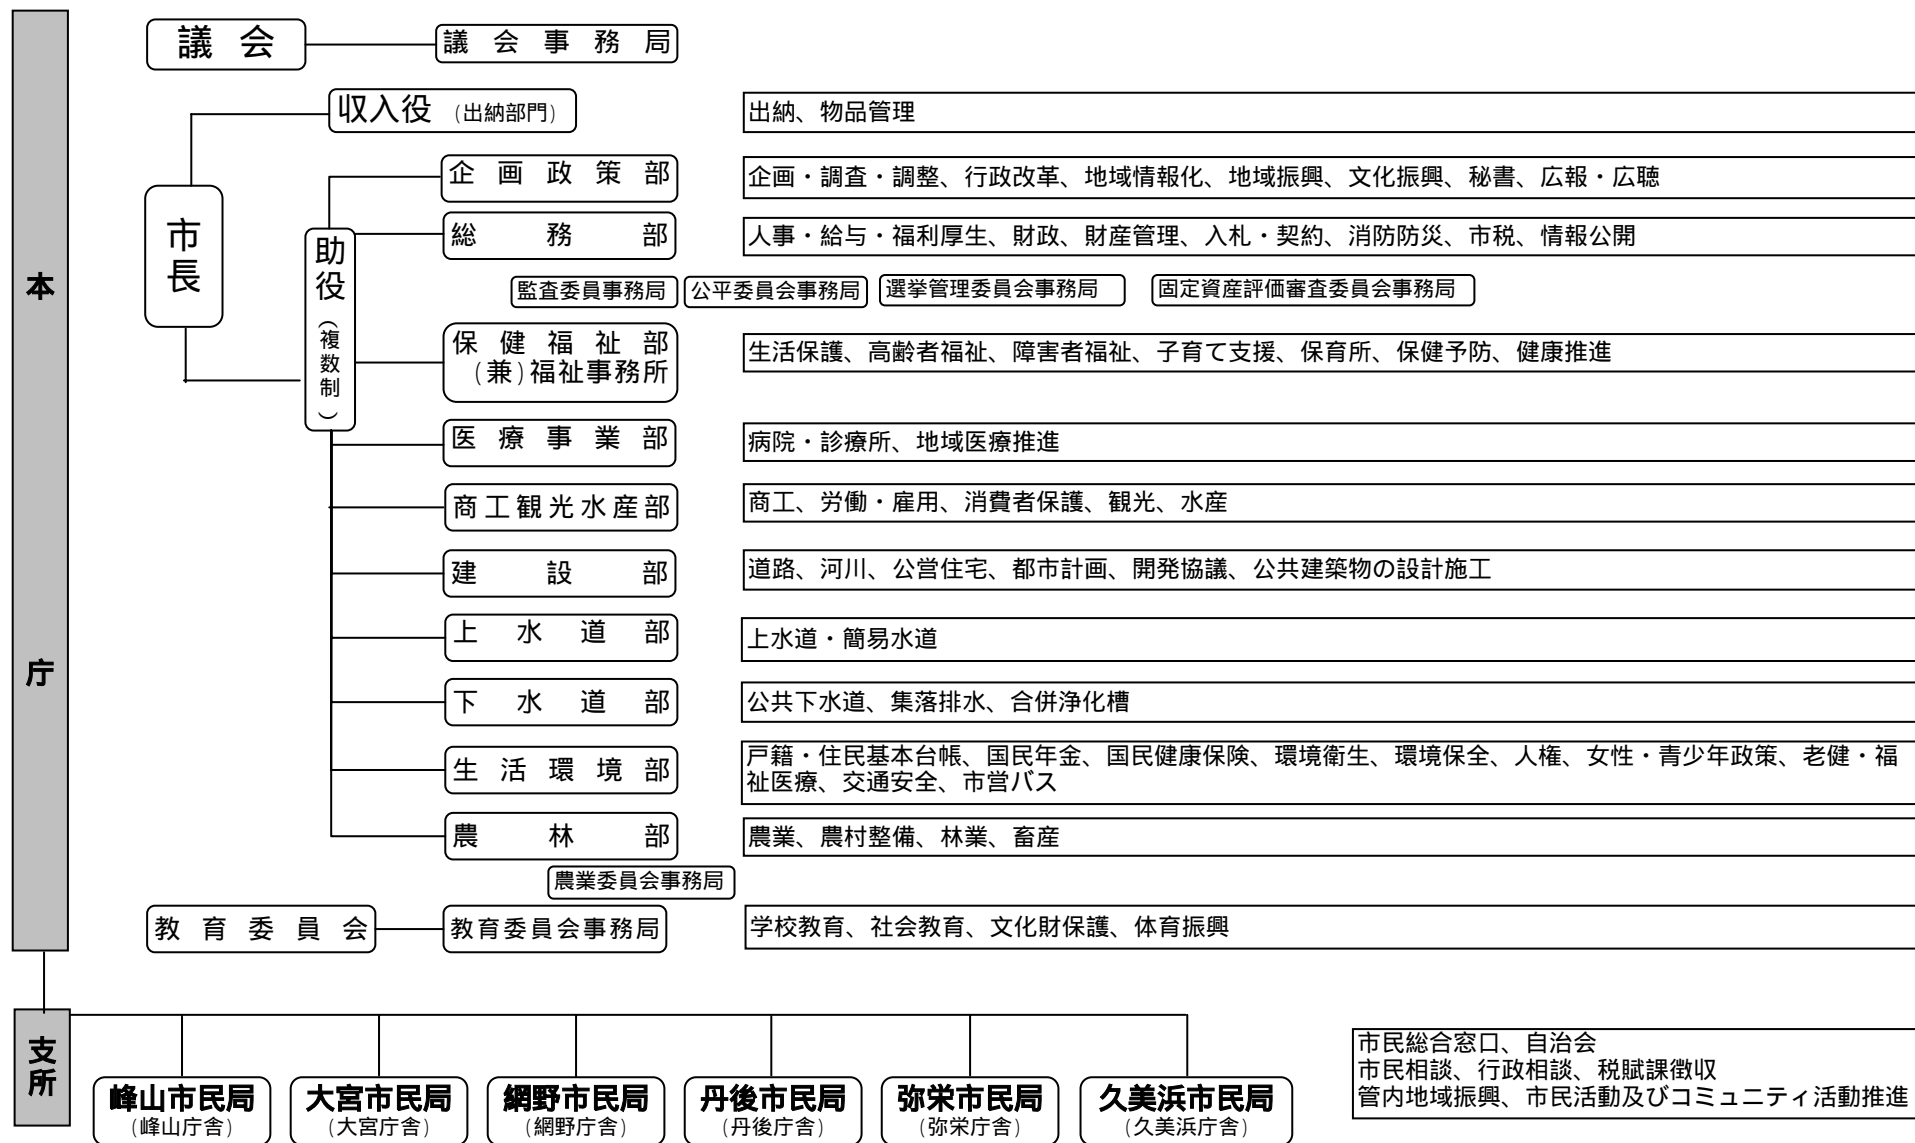 本庁
議会
議会事務局
収入役 (出納部門)
出納、物品管理
市長
助役(複数制)
企画政策部
企画・調査・調整、行政改革、地域情報化、地域振興、文化振興、秘書、広報・広聴
総務部
人事・給与・福利厚生、財政、財産管理、入札・契約、消防防災、市税、情報公開
監査委員事務局
公平委員会事務局
選挙管理委員会事務局
固定資産評価審査委員会事務局
保健福祉部
(兼)福祉事務所
生活保護、高齢者福祉、障害者福祉、子育て支援、保育所、保健予防、健康推進
医療事業部
病院・診療所、地域医療推進
商工観光水産部
商工、労働・雇用、消費者保護、観光、水産
建設部
道路、河川、公営住宅、都市計画、開発協議、公共建築物の設計施工
上水道部
上水道・簡易水道
下水道部
公共下水道、集落排水、合併浄化槽
生活環境部
戸籍・住民基本台帳、国民年金、国民健康保険、環境衛生、環境保全、人権、女性・青少年政策、老健・福
祉医療、交通安全、市営バス
農林部
農業、農村整備、林業、畜産
農業委員会事務局
教育委員会
教育委員会事務局
学校教育、社会教育、文化財保護、体育振興
支所
峰山市民局
(峰山庁舎)
大宮市民局
(大宮庁舎)
網野市民局
(網野庁舎)
丹後市民局
(丹後庁舎)
弥栄市民局
(弥栄庁舎)
久美浜市民局
(久美浜庁舎)
市民総合窓口、自治会
市民相談、行政相談、税賦課徴収
管内地域振興、市民活動及びコミュニティ活動推進